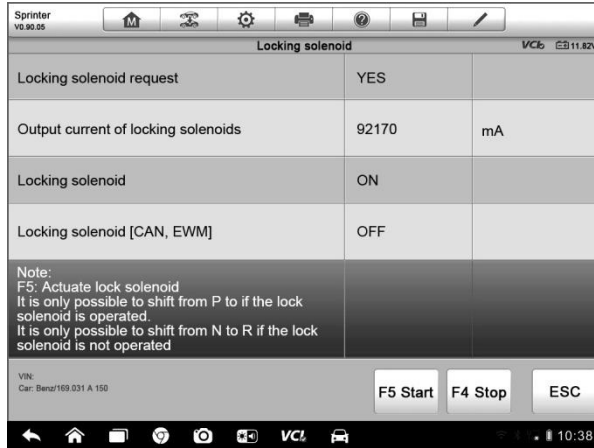 Sprinter
V0.90.05
Locking solenoid
VCI 11.82V
Locking solenoid request YES
Output current of locking solenoids 92170 mA
Locking solenoid ON
Locking solenoid [CAN, EWM] OFF
Note:
F5: Actuate lock solenoid
It is only possible to shift from P to if the lock
solenoid is operated.
It is only possible to shift from N to R if the lock
solenoid is not operated
VIN:
Car: Benz/169.031 A 150
F5 Start F4 Stop ESC
VCI 10:38